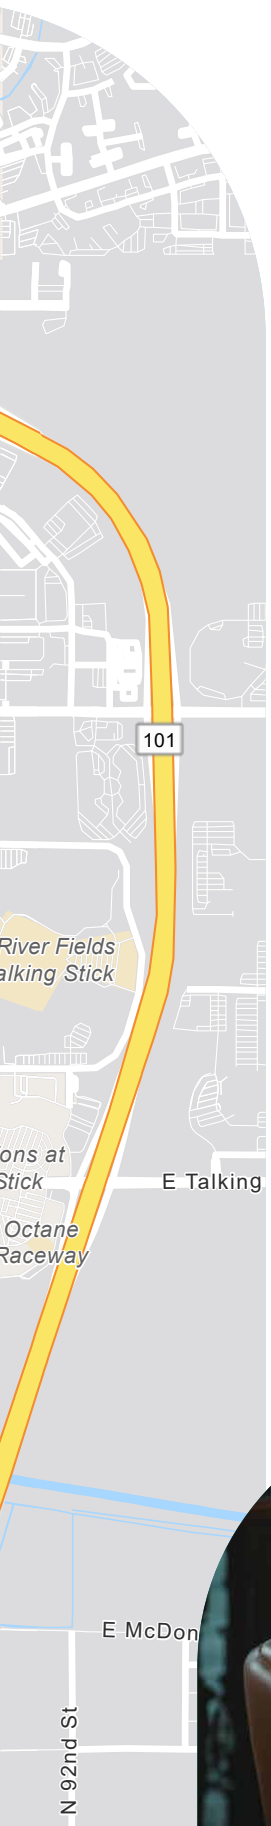 101
River Fields
alking Stick
ons at
Stick
E Talking
Octane
Raceway
E McDon
N 92nd St